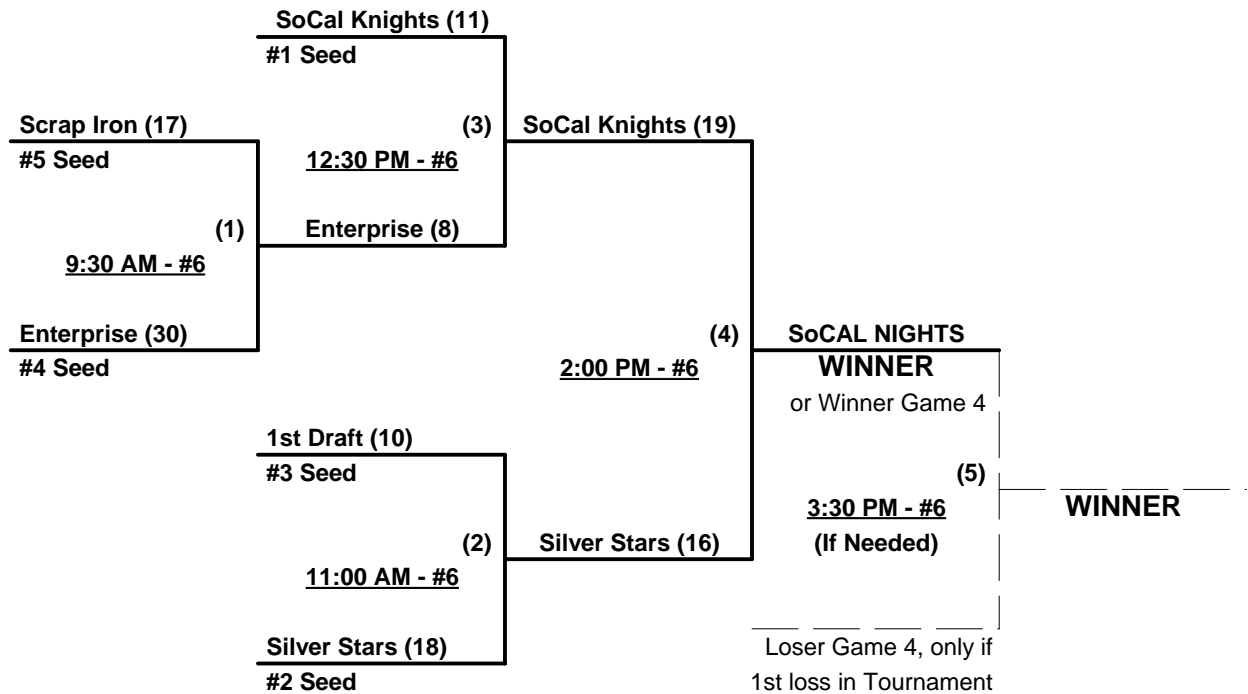 SoCal Knights (11)
#1 Seed
Scrap Iron (17)
#5 Seed
(3)
12:30 PM - #6
SoCal Knights (19)
(1)
9:30 AM - #6
Enterprise (8)
Enterprise (30)
#4 Seed
(4)
2:00 PM - #6
SoCAL NIGHTS
WINNER
or Winner Game 4
1st Draft (10)
#3 Seed
(5)
3:30 PM - #6
(If Needed)
WINNER
(2)
11:00 AM - #6
Silver Stars (16)
Silver Stars (18)
#2 Seed
Loser Game 4, only if
1st loss in Tournament